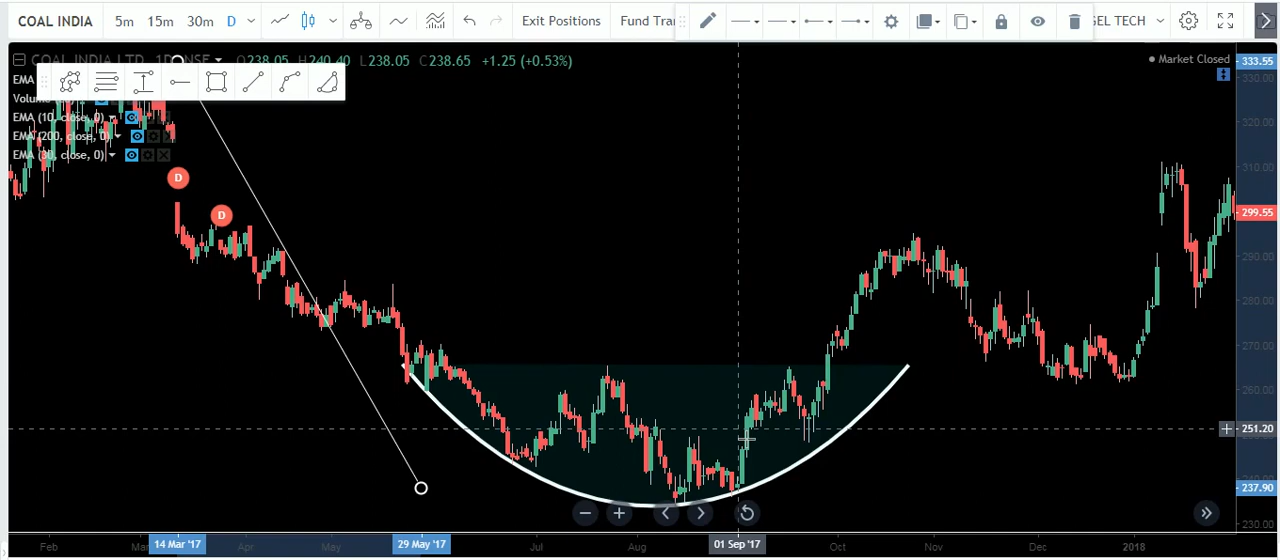 COAL INDIA 5m 15m 30m D Exit Positions Fund Tra GEL TECH
COAL INDIA LTD, 1D, NSE O238.05 H240.40 L238.05 C238.65 +1.25 (+0.53%)
Market Closed
333.55
330.00
EMA
Volume
EMA (10, close, 0)
320.00
EMA (200, close, 0)
EMA (30, close, 0)
310.00
D
D
299.55
290.00
280.00
270.00
260.00
251.20
240.00
237.90
230.00
Feb Mar 14 Mar '17 Apr May 29 May '17 Jul Aug 01 Sep '17 Oct Nov Dec 2018